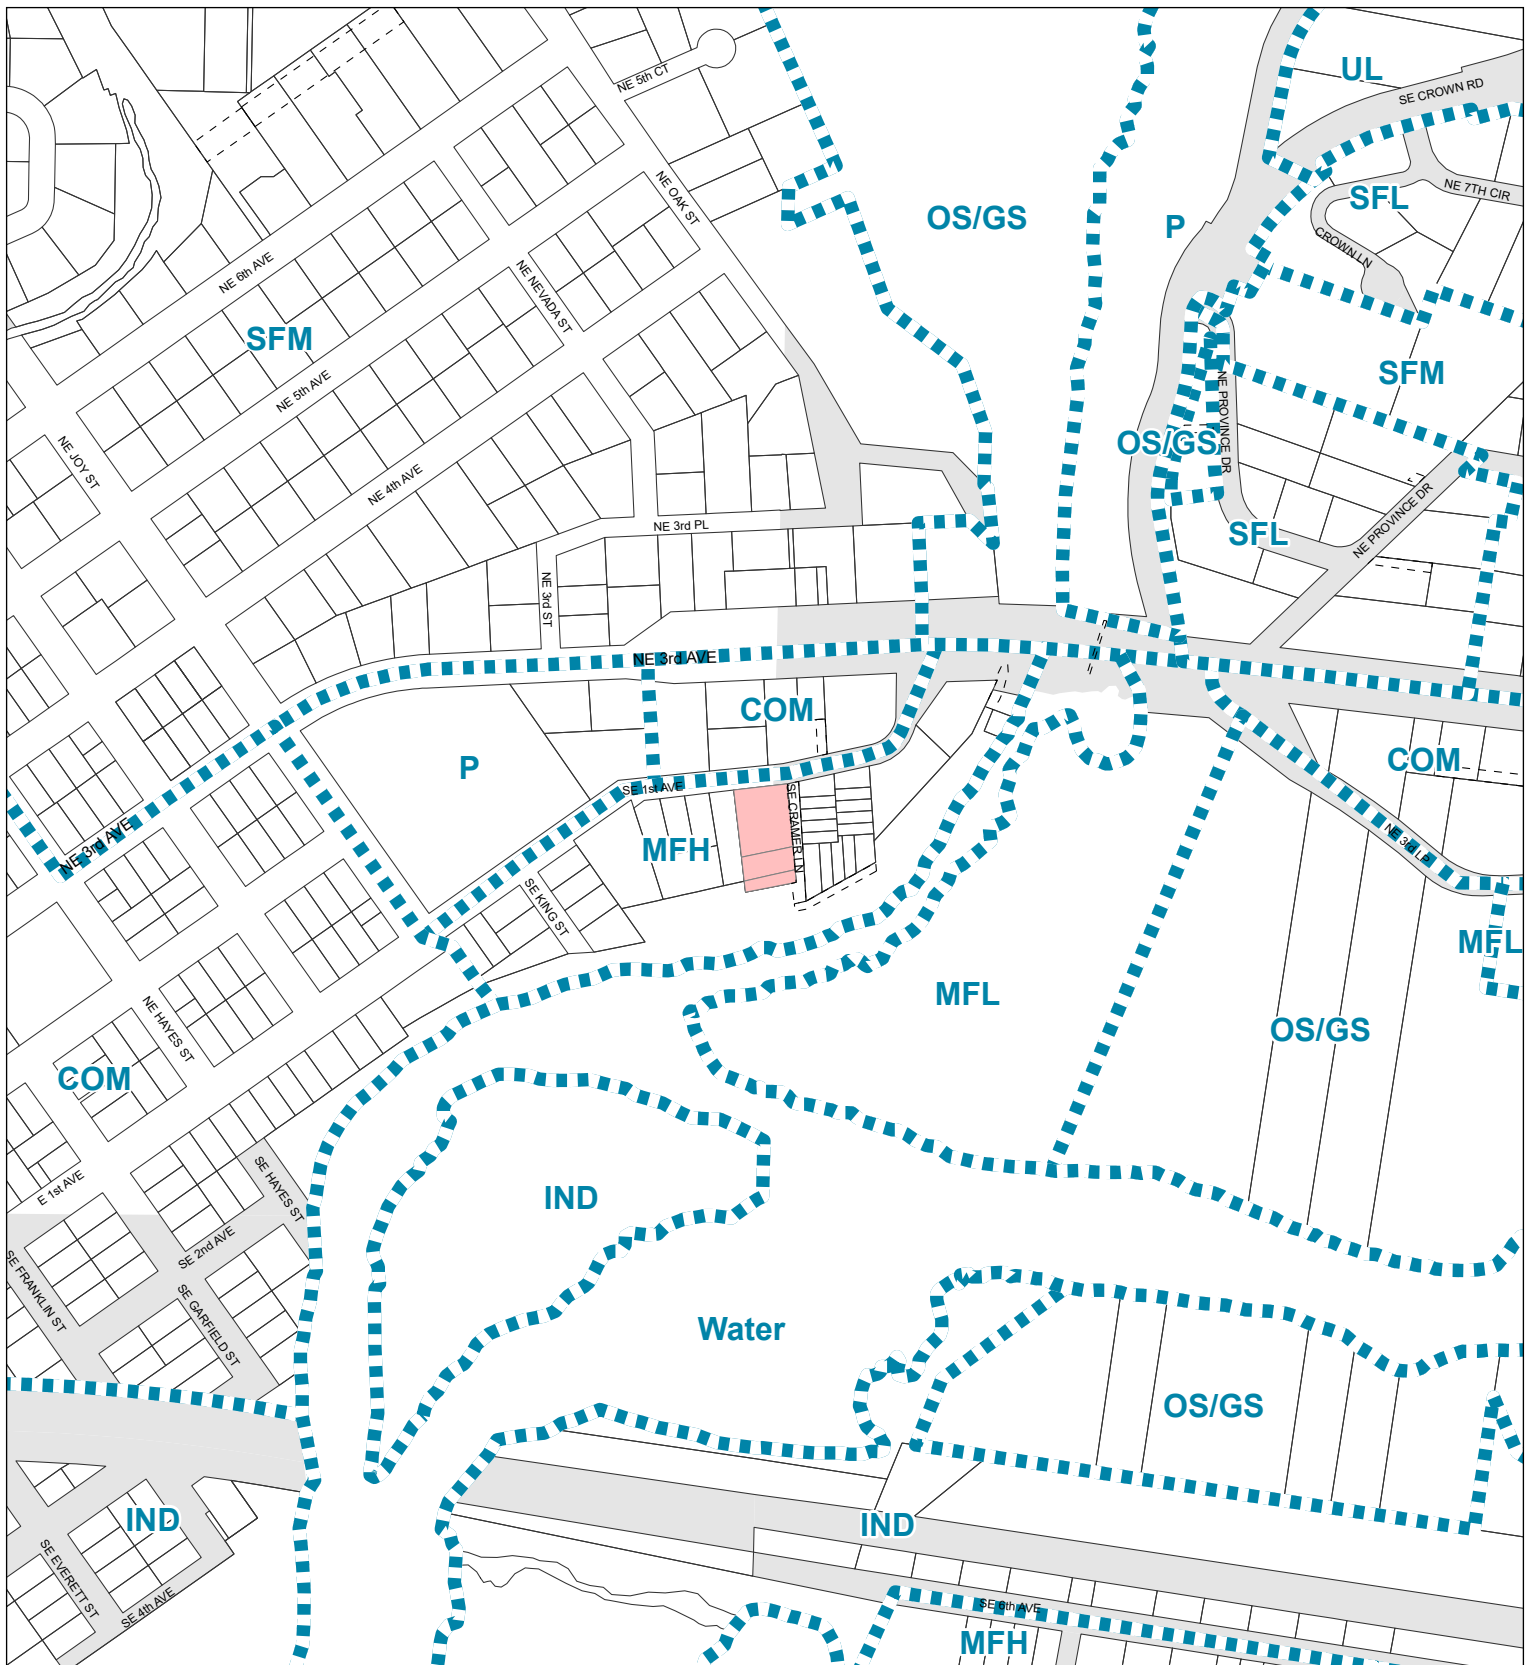 UL
SE CROWN RD
NE 5th CT
NE 7TH CIR
SFL
NE OAK ST
OS/GS
P
CROWN LN
NE 6th AVE
NE NEVADA ST
SFM
SFM
NE 5th AVE
NE PROVINCE DR
OS/GS
NE JOY ST
NE 4th AVE
NE PROVINCE DR
NE 3rd PL
SFL
NE 3rd ST
NE 3rd AVE
COM
P
COM
SE 1st AVE
SE CRAMER LN
NE 3rd AVE
MFH
NE 3rd LP
SE KING ST
MFL
MFL
NE HAYES ST
OS/GS
COM
E 1st AVE
SE HAYES ST
IND
SE 2nd AVE
SE FRANKLIN ST
SE GARFIELD ST
Water
OS/GS
IND
IND
SE EVERETT ST
SE 4th AVE
SE 6th AVE
MFH